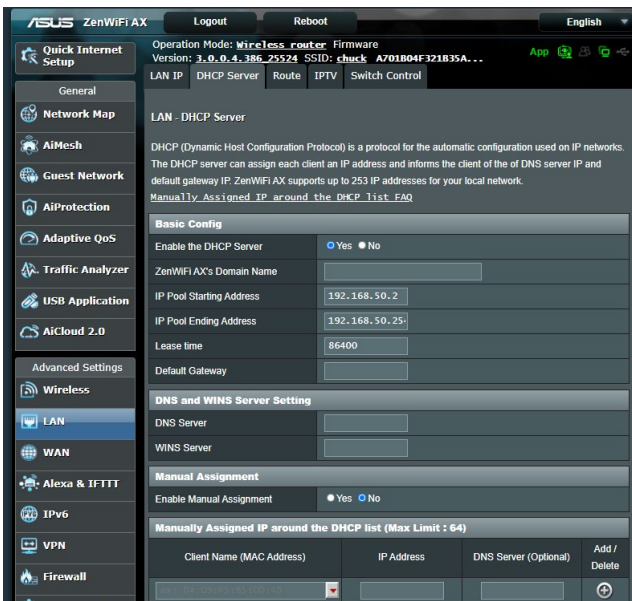 ASUS ZenWiFi AX
Logout
Reboot
English
Quick Internet
Setup
General
Network Map
AiMesh
Guest Network
AiProtection
Adaptive QoS
Traffic Analyzer
USB Application
AiCloud 2.0
Advanced Settings
Wireless
LAN
WAN
Alexa & IFTTT
IPv6
VPN
Firewall
Operation Mode: Wireless router Firmware
Version: 3.0.0.4.386_25524 SSID: chuck A701B04F321B35A...
App
LAN IP DHCP Server Route IPTV Switch Control
LAN - DHCP Server
DHCP (Dynamic Host Configuration Protocol) is a protocol for the automatic configuration used on IP networks.
The DHCP server can assign each client an IP address and informs the client of the of DNS server IP and
default gateway IP. ZenWiFi AX supports up to 253 IP addresses for your local network.
Manually Assigned IP around the DHCP list FAQ
Basic Config
Enable the DHCP Server Yes No
ZenWiFi AX's Domain Name
IP Pool Starting Address 192.168.50.2
IP Pool Ending Address 192.168.50.25
Lease time 86400
Default Gateway
DNS and WINS Server Setting
DNS Server
WINS Server
Manual Assignment
Enable Manual Assignment Yes No
Manually Assigned IP around the DHCP list (Max Limit : 64)
Client Name (MAC Address) IP Address DNS Server (Optional) Add /
Delete